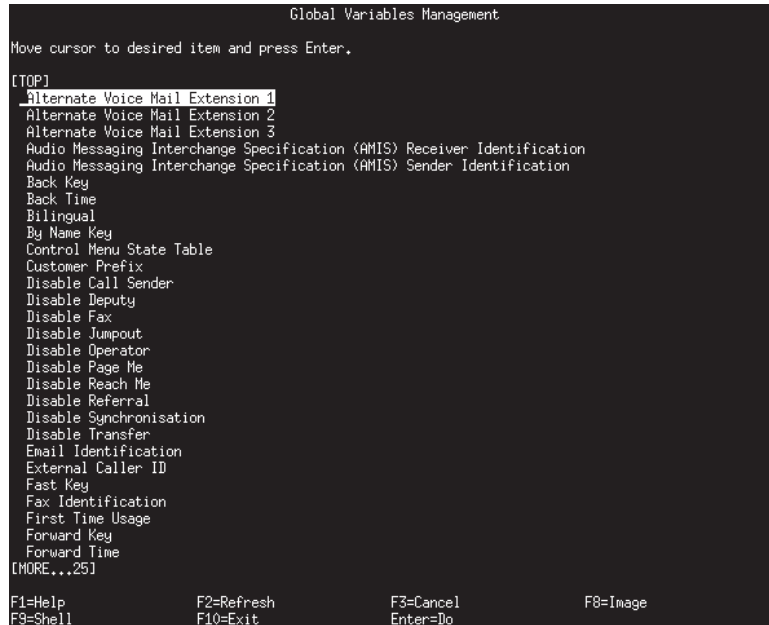 Global Variables Management
Move cursor to desired item and press Enter.
[TOP]
Alternate Voice Mail Extension 1
Alternate Voice Mail Extension 2
Alternate Voice Mail Extension 3
Audio Messaging Interchange Specification (AMIS) Receiver Identification
Audio Messaging Interchange Specification (AMIS) Sender Identification
Back Key
Back Time
Bilingual
By Name Key
Control Menu State Table
Customer Prefix
Disable Call Sender
Disable Deputy
Disable Fax
Disable Jumpout
Disable Operator
Disable Page Me
Disable Reach Me
Disable Referral
Disable Synchronisation
Disable Transfer
Email Identification
External Caller ID
Fast Key
Fax Identification
First Time Usage
Forward Key
Forward Time
[MORE...25]
F1=Help F2=Refresh F3=Cancel F8=Image
F9=Shell F10=Exit Enter=Do